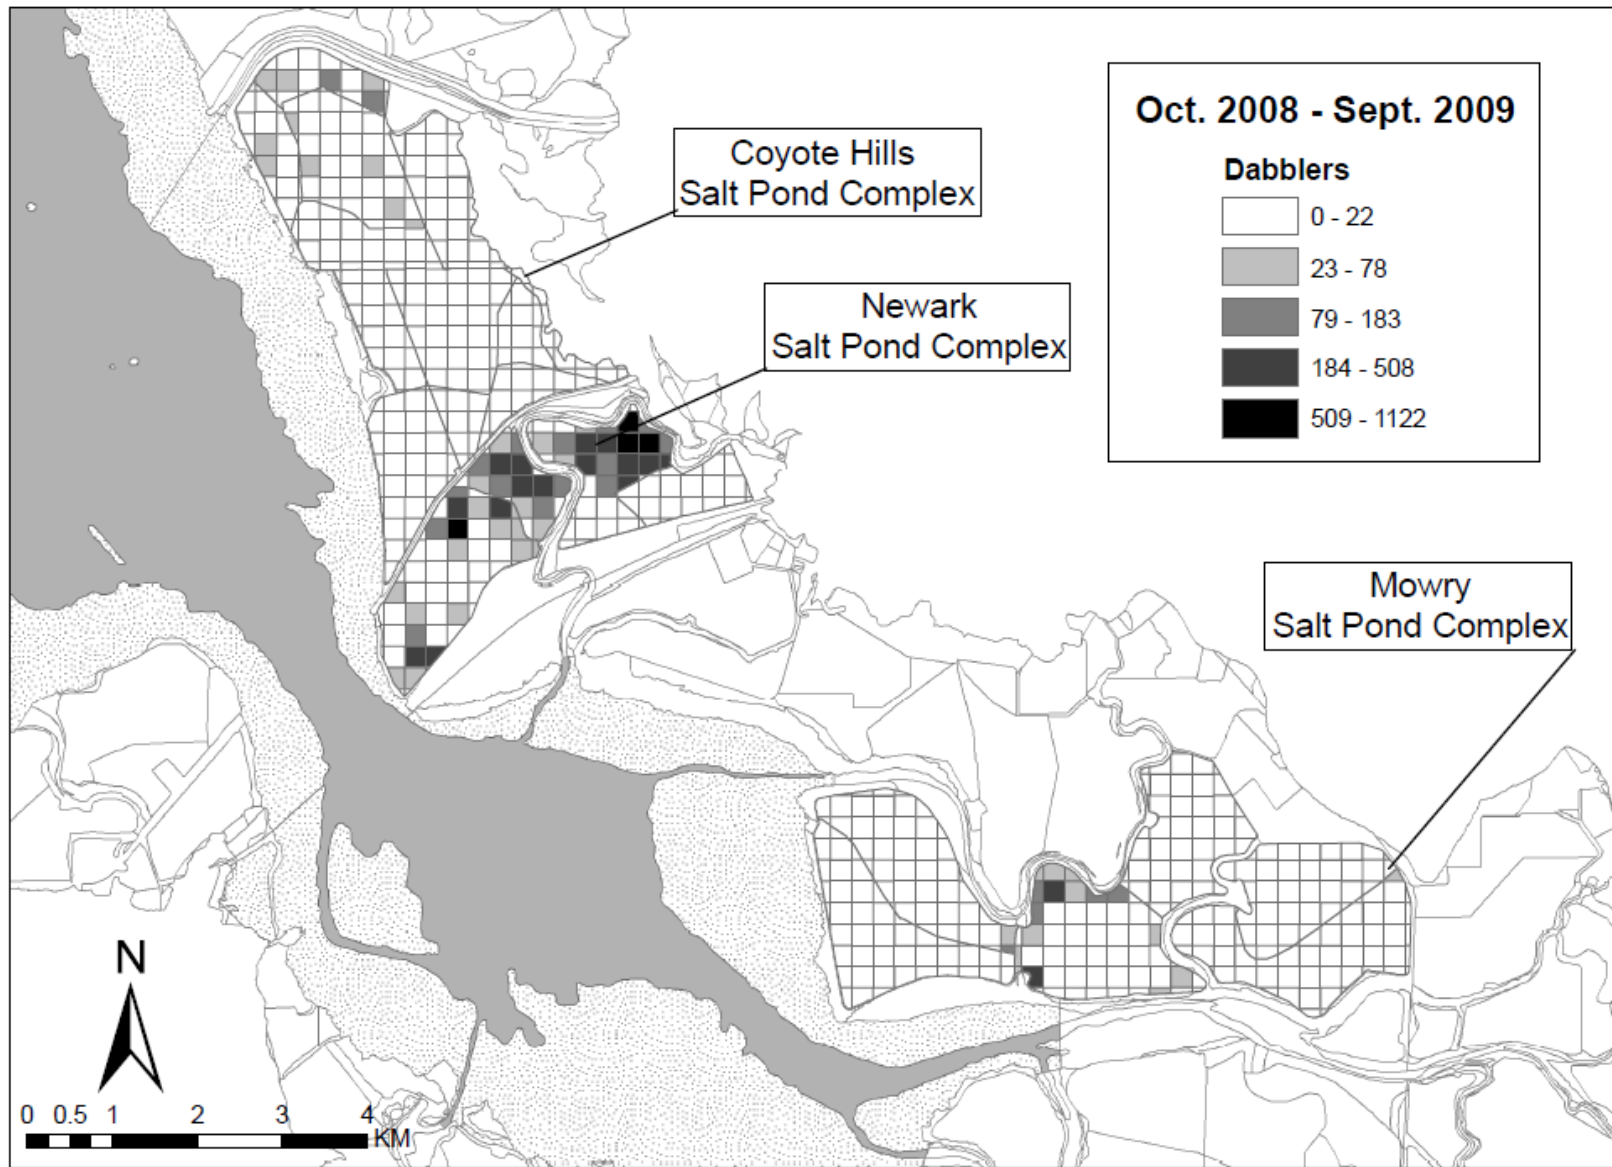 Oct. 2008 - Sept. 2009
Dabblers
0 - 22
23 - 78
79 - 183
184 - 508
509 - 1122
Coyote Hills
Salt Pond Complex
Newark
Salt Pond Complex
Mowry
Salt Pond Complex
N
0 0.5 1 2 3 4
KM